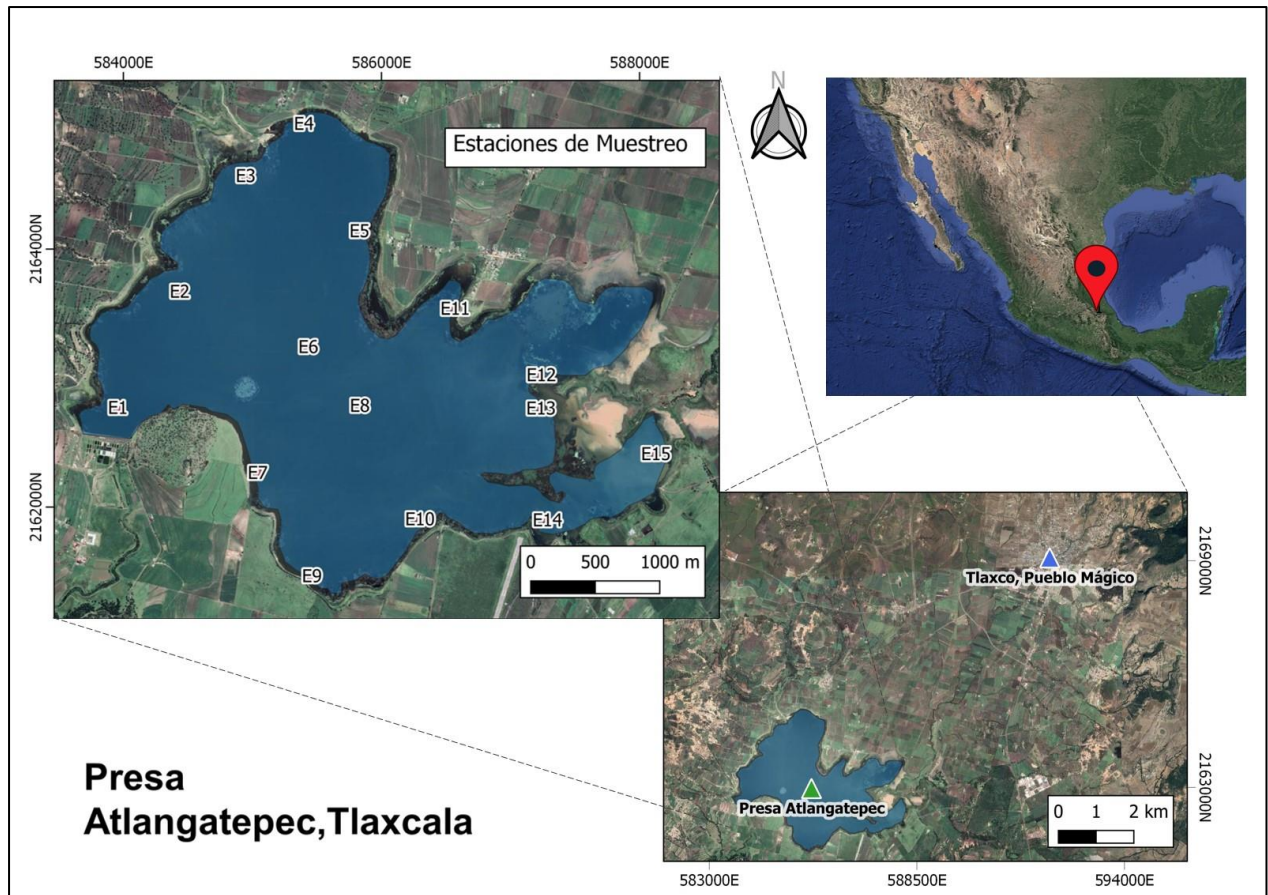 584000E
586000E
588000E
N
Estaciones de Muestreo
E4
E3
E5
2164000N
E2
E11
E6
E12
E8
E13
E1
E15
E7
2162000N
E10
E14
0 500 1000 m
E9
2169000N
Tlaxco, Pueblo Mágico
Presa Atlangatepec
2163000N
0 1 2 km
583000E
588500E
594000E
Presa
Atlangatepec,Tlaxcala